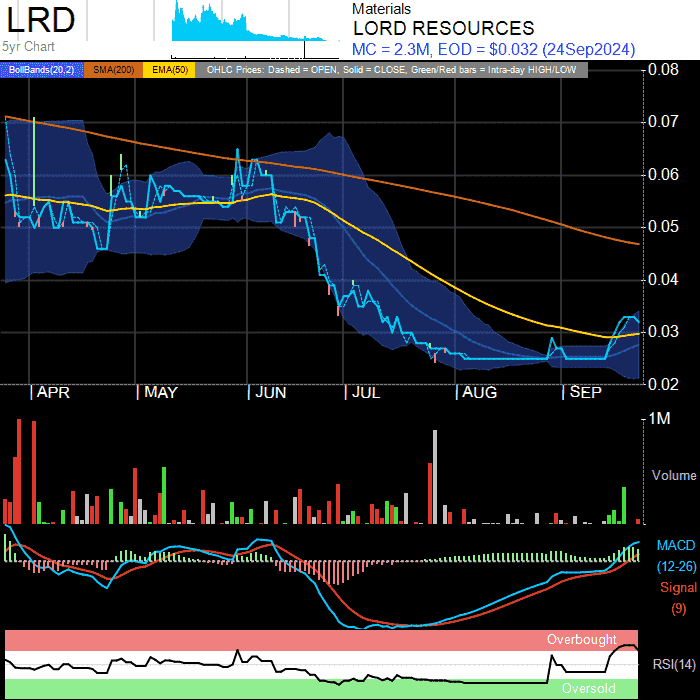 LRD
5yr Chart
Materials
LORD RESOURCES
MC = 2.3M, EOD = $0.032 (24Sep2024)
BollBands(20,2) SMA(200) EMA(50) OHLC Prices: Dashed = OPEN, Solid = CLOSE, Green/Red bars = Intra-day HIGH/LOW
0.08
0.07
0.06
0.05
0.04
0.03
0.02
APR MAY JUN JUL AUG SEP
1M
Volume
MACD
(12-26)
Signal
(9)
Overbought
RSI(14)
Oversold